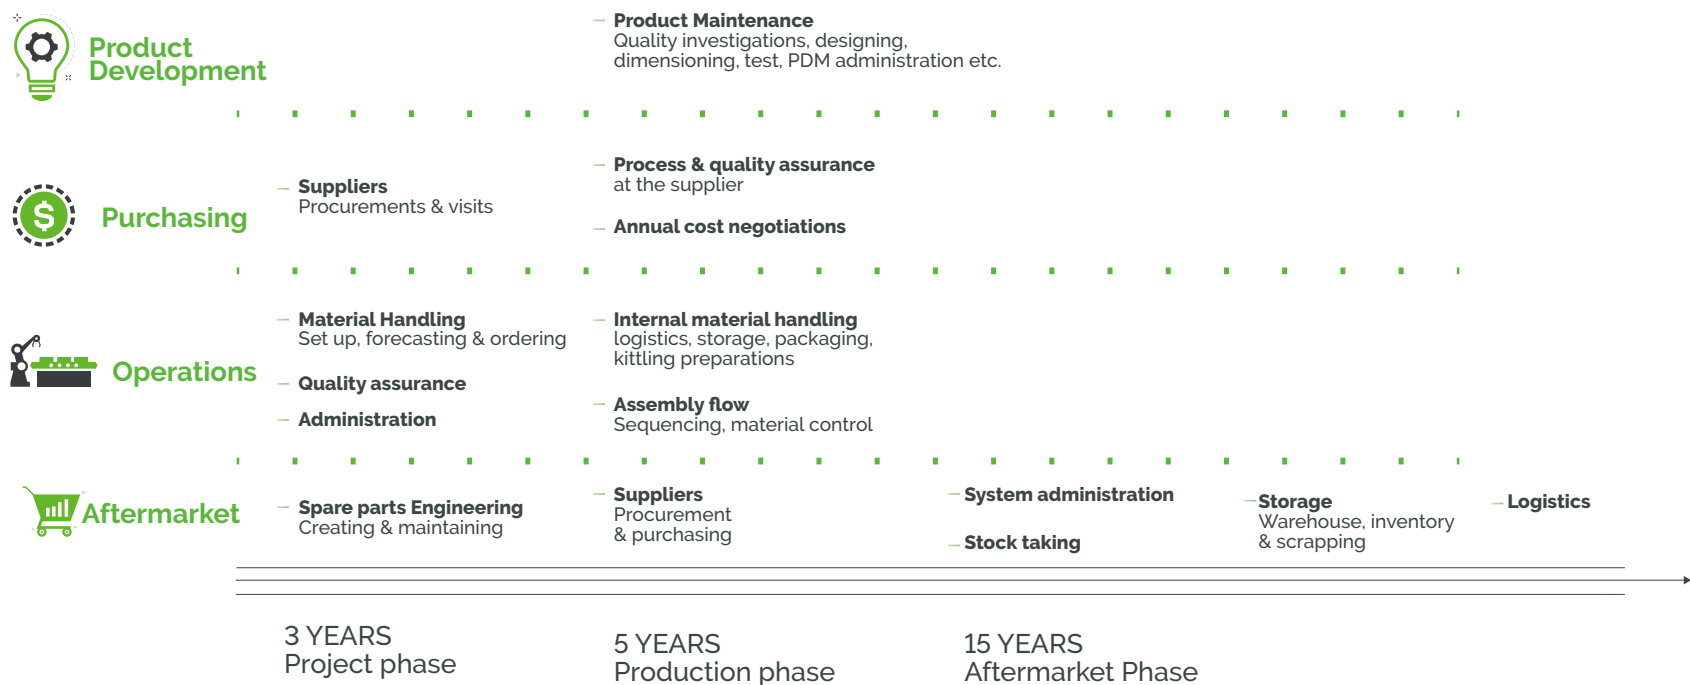 Product
Development
Product Maintenance
Quality investigations, designing,
dimensioning, test, PDM administration etc.
Purchasing
Suppliers
Procurements & visits
Process & quality assurance
at the supplier
Annual cost negotiations
Operations
Material Handling
Set up, forecasting & ordering
Quality assurance
Administration
Internal material handling
logistics, storage, packaging,
kittling preparations
Assembly flow
Sequencing, material control
Aftermarket
Spare parts Engineering
Creating & maintaining
Suppliers
Procurement
& purchasing
System administration
Stock taking
Storage
Warehouse, inventory
& scrapping
Logistics
3 YEARS
Project phase
5 YEARS
Production phase
15 YEARS
Aftermarket Phase